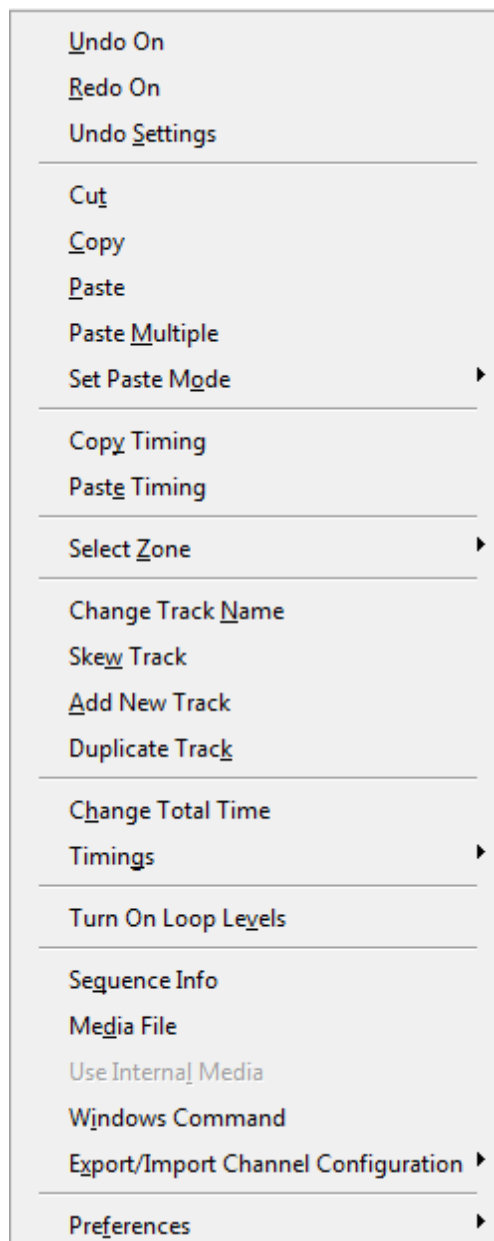 Undo On
Redo On
Undo Settings
Cut
Copy
Paste
Paste Multiple
Set Paste Mode
Copy Timing
Paste Timing
Select Zone
Change Track Name
Skew Track
Add New Track
Duplicate Track
Change Total Time
Timings
Turn On Loop Levels
Sequence Info
Media File
Use Internal Media
Windows Command
Export/Import Channel Configuration
Preferences